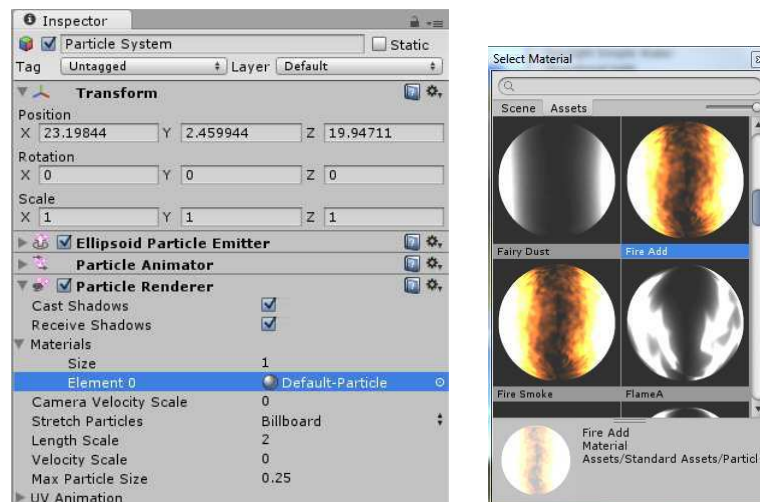 Inspector
Particle System Static
Tag Untagged Layer Default
Transform
Position
X 23.19844 Y 2.459944 Z 19.94711
Rotation
X 0 Y 0 Z 0
Scale
X 1 Y 1 Z 1
Ellipsoid Particle Emitter
Particle Animator
Particle Renderer
Cast Shadows
Receive Shadows
Materials
Size 1
Element 0 Default-Particle
Camera Velocity Scale 0
Stretch Particles Billboard
Length Scale 2
Velocity Scale 0
Max Particle Size 0.25
UV Animation
Select Material
Scene Assets
Fairy Dust Fire Add
Fire Smoke FlameA
Fire Add
Material
Assets/Standard Assets/Particl